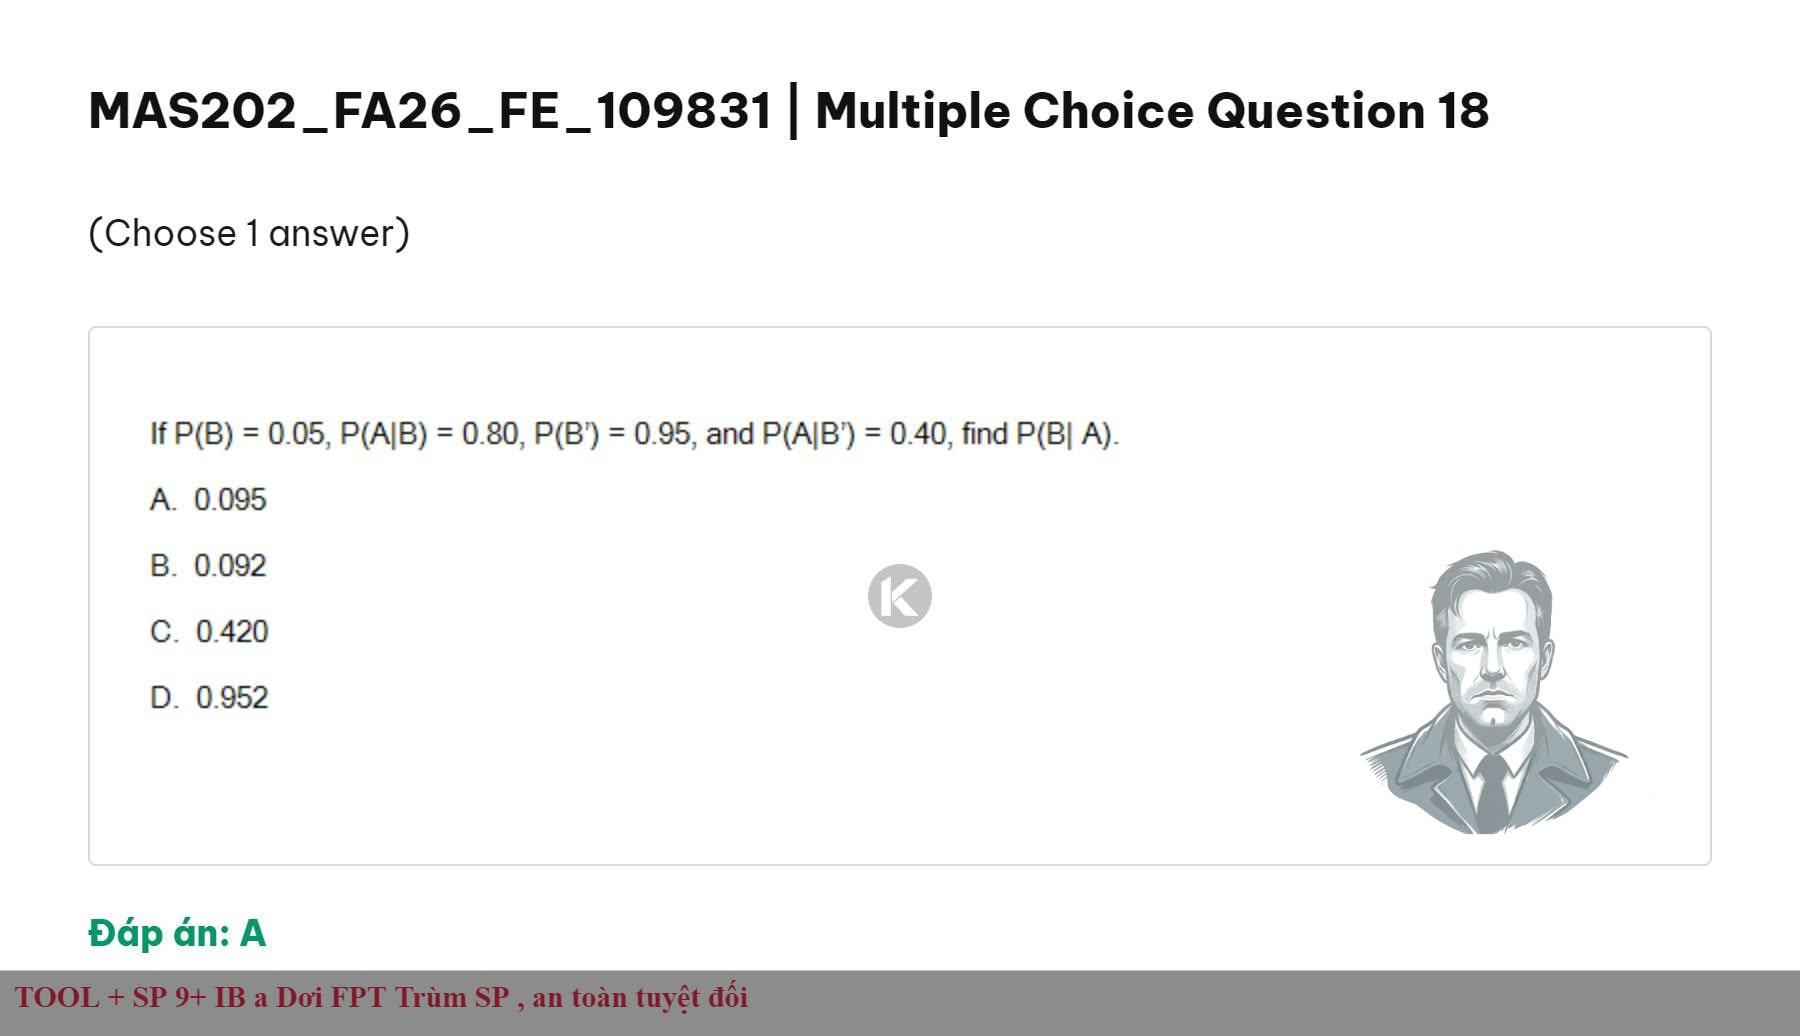 MAS202_FA26_FE_109831 | Multiple Choice Question 18
(Choose 1 answer)
If P(B) = 0.05, P(A|B) = 0.80, P(B’) = 0.95, and P(A|B’) = 0.40, find P(B| A).
A. 0.095
B. 0.092
C. 0.420
D. 0.952
K
Đáp án: A
TOOL + SP 9+ IB a Dơi FPT Trùm SP , an toàn tuyệt đối